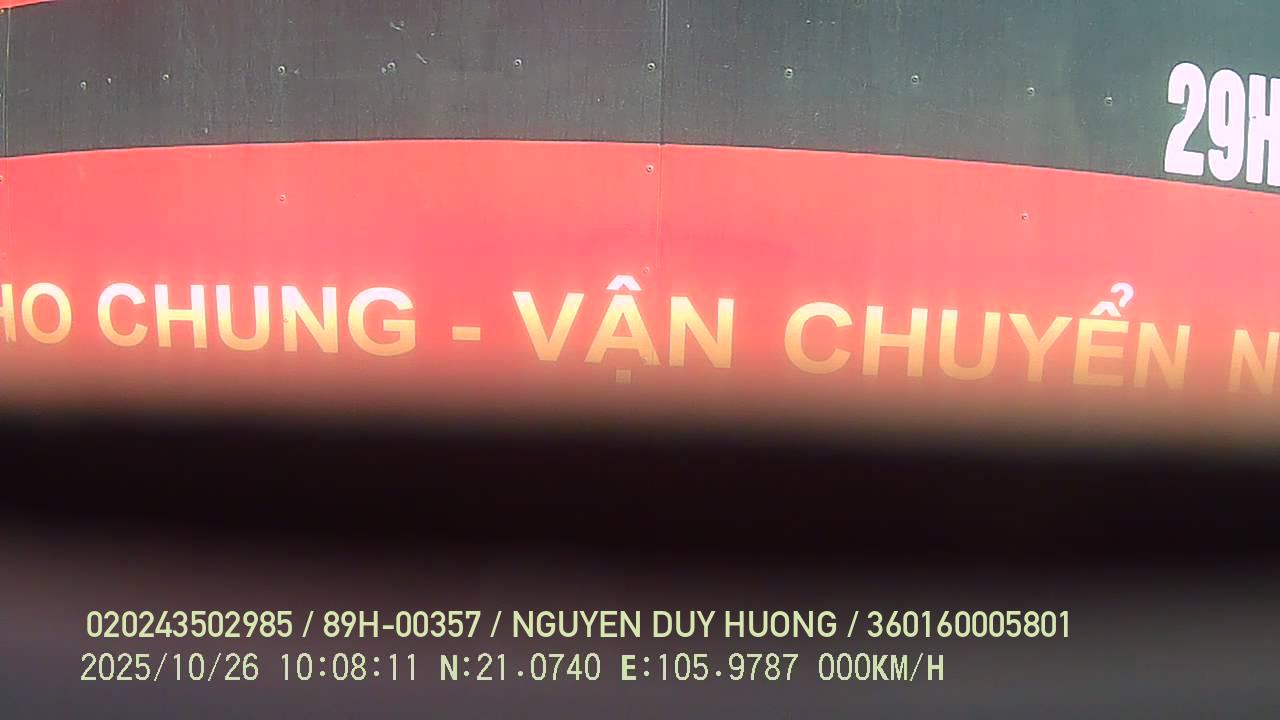 29H
HO CHUNG - VẬN CHUYỂN N
020243502985 / 89H-00357 / NGUYEN DUY HUONG / 360160005801
2025/10/26 10:08:11 N:21.0740 E:105.9787 000KM/H